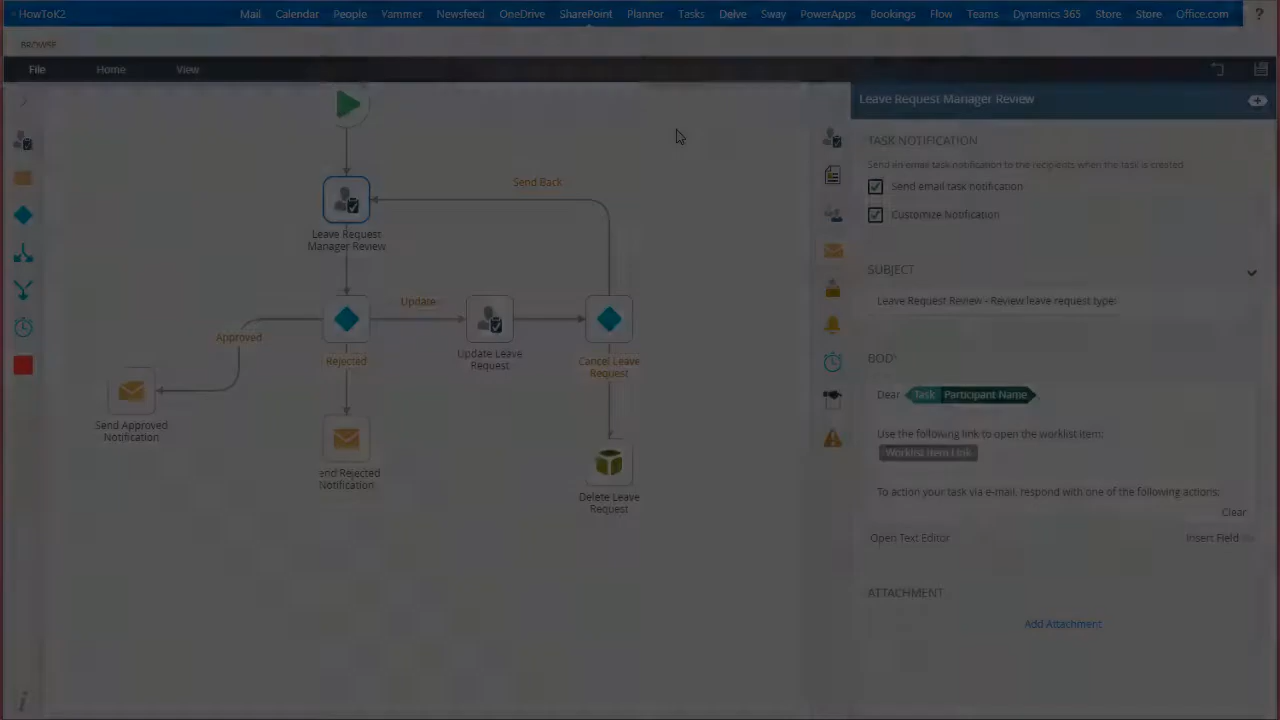 HowToK2
Mail Calendar People Yammer Newsfeed OneDrive SharePoint Planner Tasks Delve Sway PowerApps Bookings Flow Teams Dynamics 365 Store Store Office.com ?
BROWSE
File Home View
Leave Request Manager Review
TASK NOTIFICATION
Send an email task notification to the recipients when the task is created
Send email task notification
Customize Notification
SUBJECT
Leave Request Review - Review leave request type:
BODY
Dear Task Participant Name
Use the following link to open the worklist item:
Worklist Item Link
To action your task via e-mail, respond with one of the following actions:
Clear
Open Text Editor Insert Field
ATTACHMENT
Add Attachment
Send Back
Leave Request
Manager Review
Update
Approved
Rejected
Update Leave
Request
Cancel Leave
Request
Send Approved
Notification
end Rejected
Notification
Delete Leave
Request